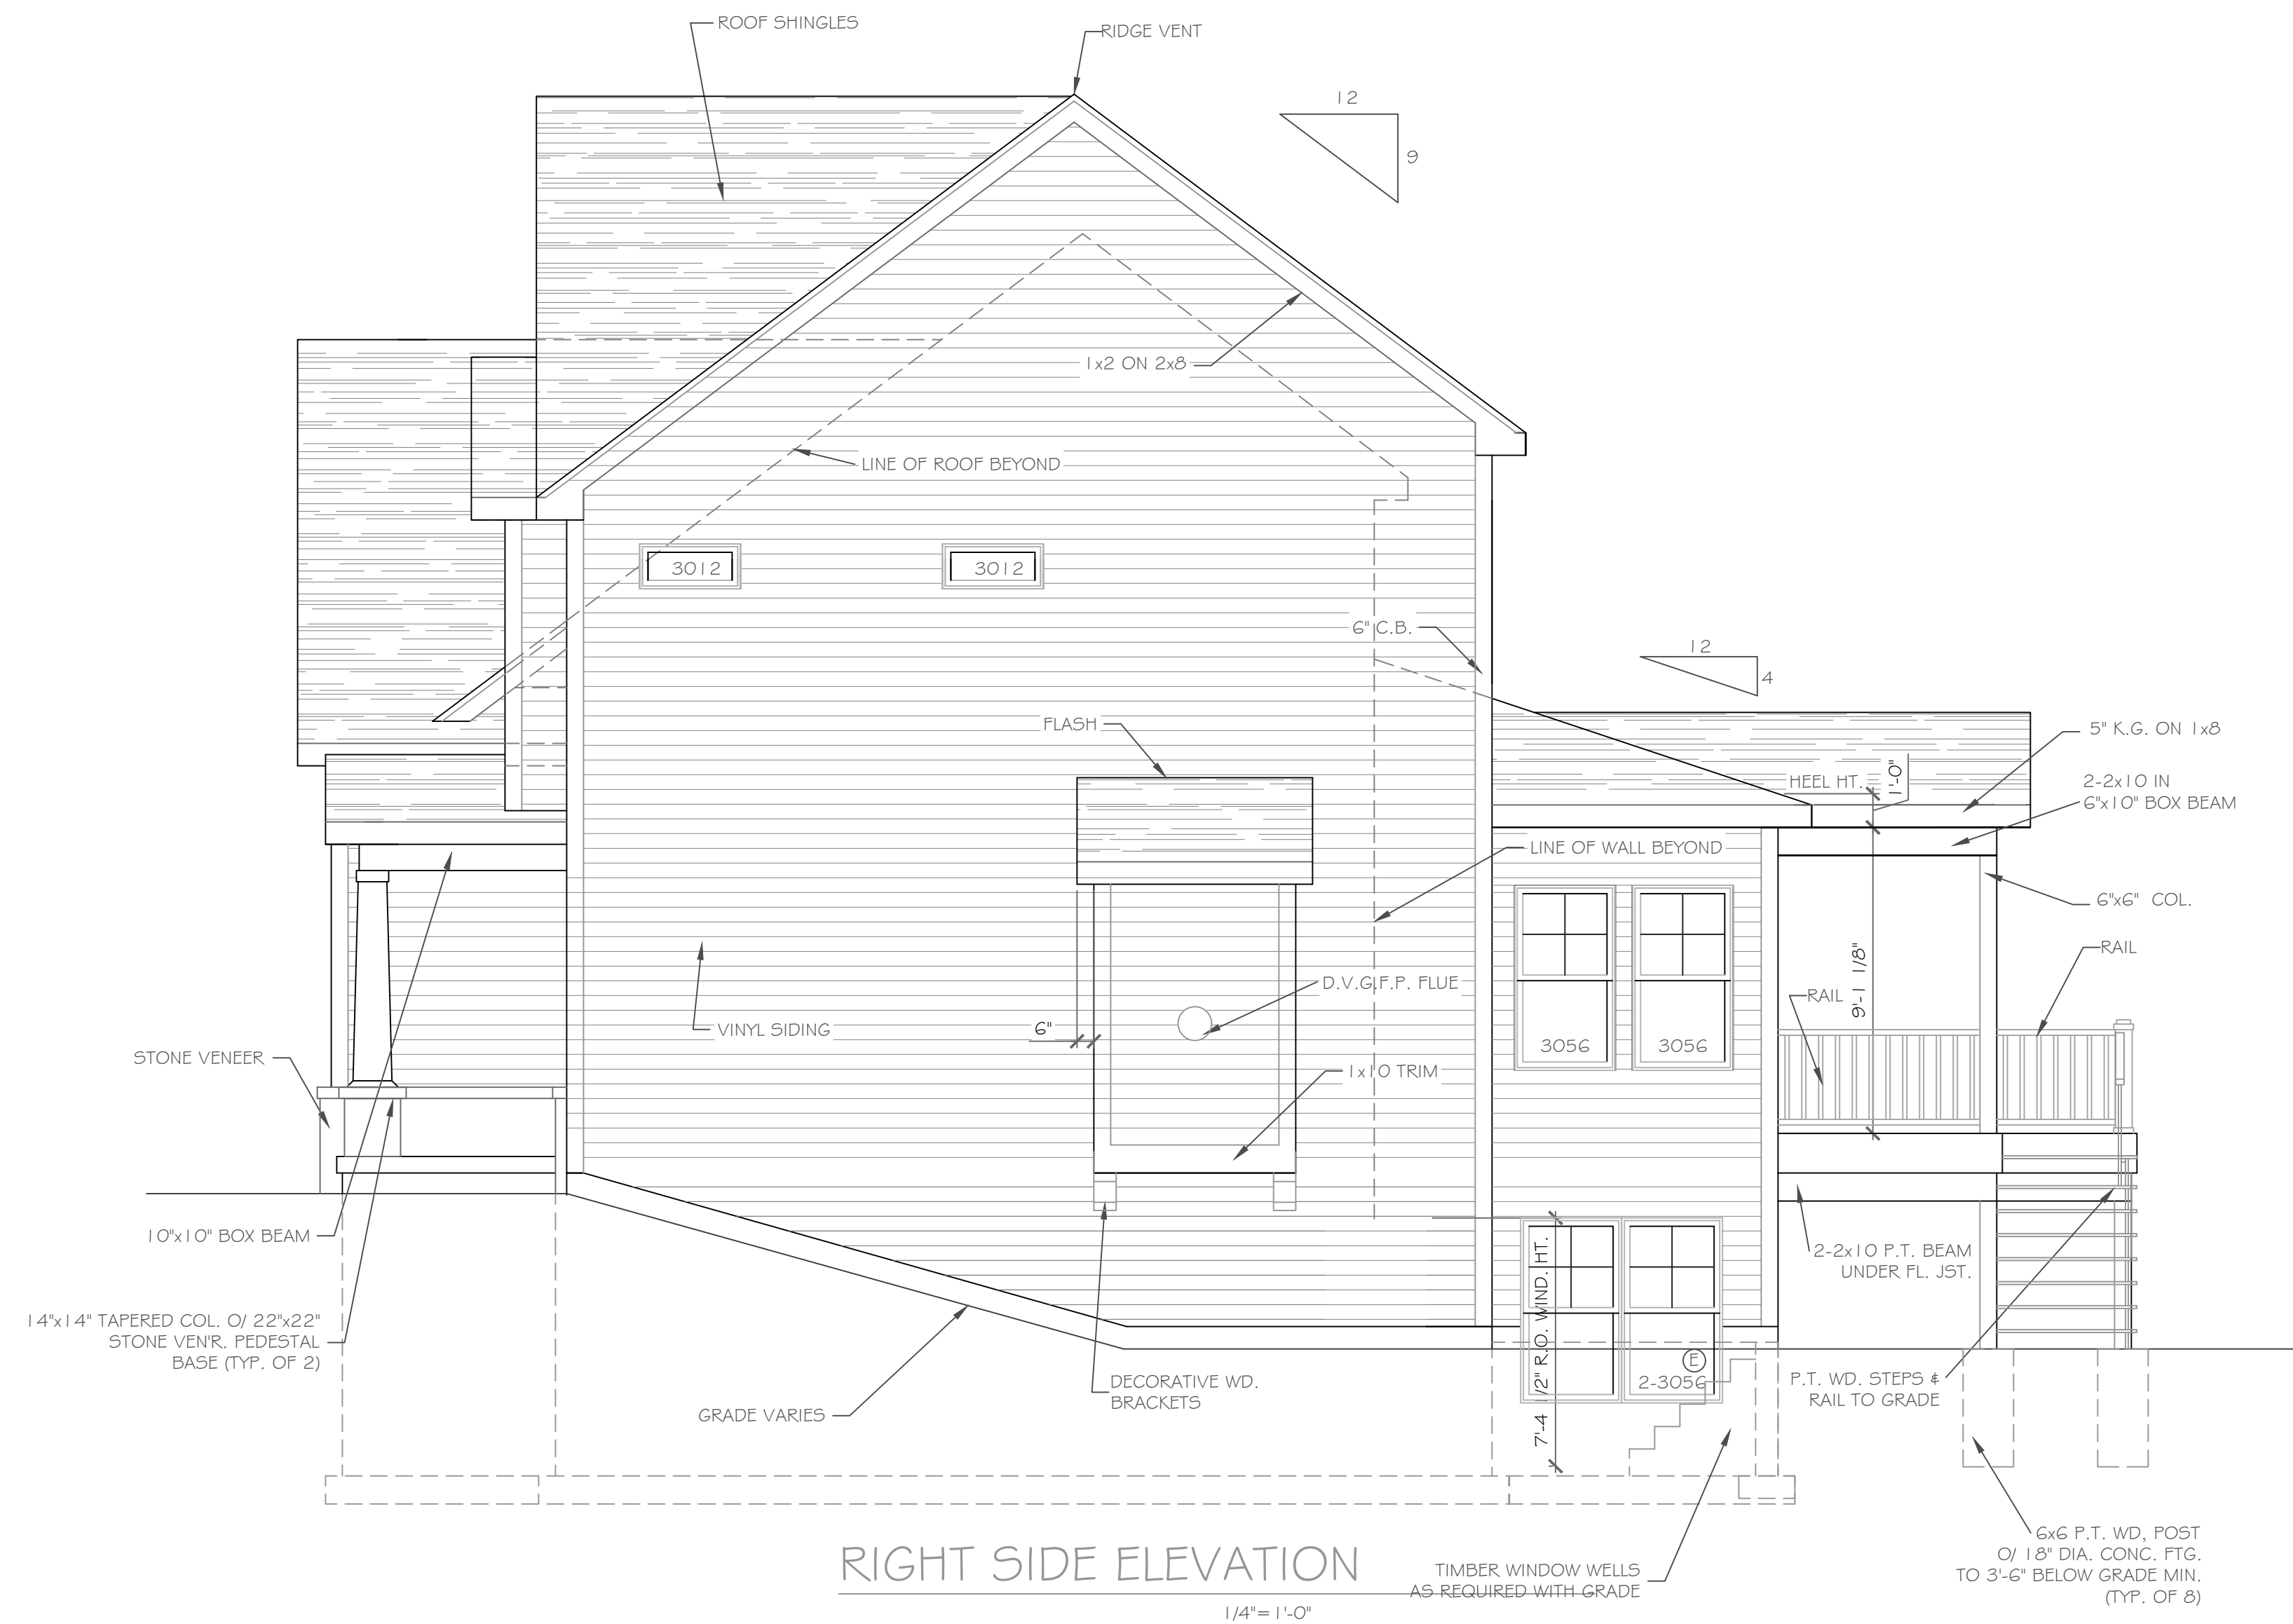 ROOF SHINGLES
RIDGE VENT
12
9
1x2 ON 2x8
LINE OF ROOF BEYOND
3012
3012
6" C.B.
12
4
FLASH
5" K.G. ON 1x8
HEEL HT.
1'-0"
2-2x10 IN
6"x10" BOX BEAM
LINE OF WALL BEYOND
6"x6" COL.
RAIL
RAIL
9'-1 1/8"
D.V.G.F.P. FLUE
VINYL SIDING
6"
3056
3056
STONE VENEER
1x10 TRIM
10"x10" BOX BEAM
2-2x10 P.T. BEAM
UNDER FL. JST.
14"x14" TAPERED COL. O/ 22"x22"
STONE VEN'R. PEDESTAL
BASE (TYP. OF 2)
7'-4 1/2" R.O. WIND. HT.
E
2-3056
DECORATIVE WD.
BRACKETS
GRADE VARIES
P.T. WD. STEPS &
RAIL TO GRADE
RIGHT SIDE ELEVATION
1/4"=1'-0"
TIMBER WINDOW WELLS
AS REQUIRED WITH GRADE
6x6 P.T. WD, POST
O/ 18" DIA. CONC. FTG.
TO 3'-6" BELOW GRADE MIN.
(TYP. OF 8)